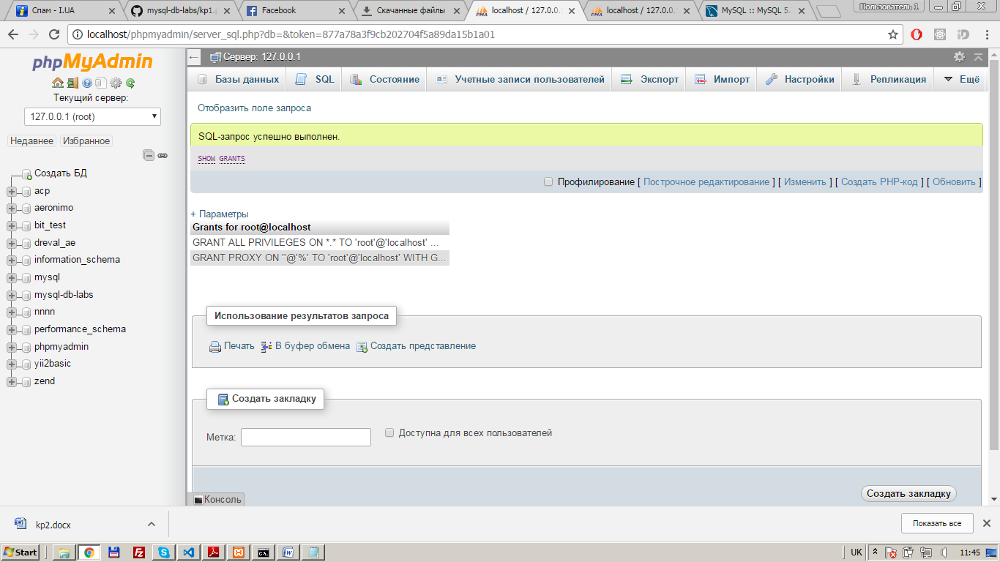 Спам - I.UA
mysql-db-labs/kp1.
Facebook
Скачанные файлы
localhost / 127.0.0.
localhost / 127.0.0.
MySQL :: MySQL 5.
Пользователь 1
localhost/phpmyadmin/server_sql.php?db=&token=877a78a3f9cb202704f5a89da15b1a01
phpMyAdmin
Текущий сервер:
127.0.0.1 (root)
Недавнее
Избранное
Создать БД
acp
aeronimo
bit_test
dreval_ae
information_schema
mysql
mysql-db-labs
nnnn
performance_schema
phpmyadmin
yii2basic
zend
Сервер: 127.0.0.1
Базы данных
SQL
Состояние
Учетные записи пользователей
Экспорт
Импорт
Настройки
Репликация
Ещё
Отобразить поле запроса
SQL-запрос успешно выполнен.
SHOW GRANTS
Профилирование [ Построчное редактирование ] [ Изменить ] [ Создать PHP-код ] [ Обновить ]
+ Параметры
Grants for root@localhost
GRANT ALL PRIVILEGES ON *.* TO 'root'@'localhost' ...
GRANT PROXY ON ''@'%' TO 'root'@'localhost' WITH G...
Использование результатов запроса
Печать
В буфер обмена
Создать представление
Создать закладку
Метка:
Доступна для всех пользователей
Создать закладку
Консоль
kp2.docx
Показать все
Start
UK
11:45